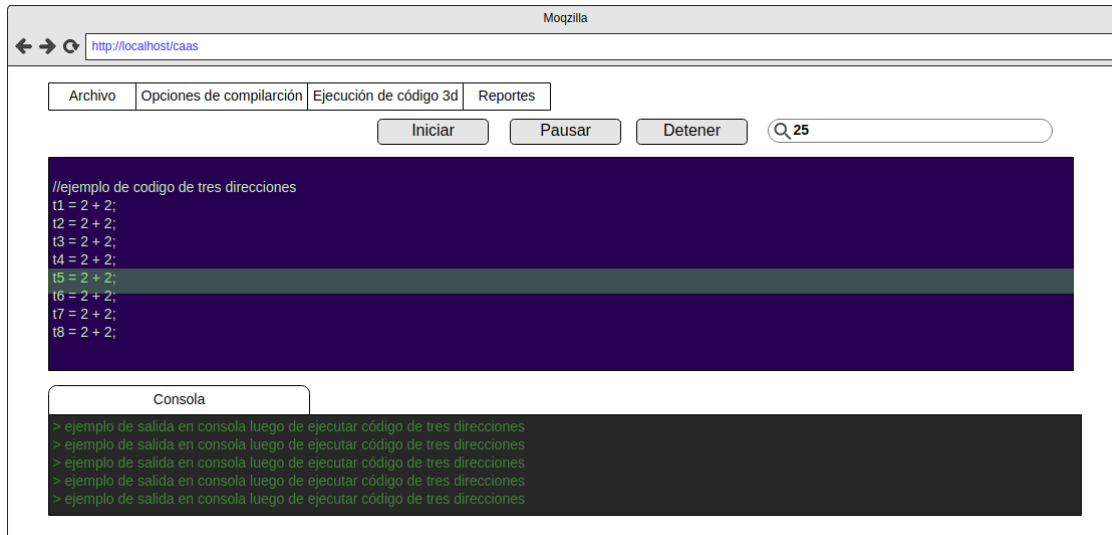 Moqzilla
http://localhost/caas
Archivo Opciones de compilarción Ejecución de código 3d Reportes
Iniciar Pausar Detener 25
//ejemplo de codigo de tres direcciones
t1 = 2 + 2;
t2 = 2 + 2;
t3 = 2 + 2;
t4 = 2 + 2;
t5 = 2 + 2;
t6 = 2 + 2;
t7 = 2 + 2;
t8 = 2 + 2;
Consola
> ejemplo de salida en consola luego de ejecutar código de tres direcciones
> ejemplo de salida en consola luego de ejecutar código de tres direcciones
> ejemplo de salida en consola luego de ejecutar código de tres direcciones
> ejemplo de salida en consola luego de ejecutar código de tres direcciones
> ejemplo de salida en consola luego de ejecutar código de tres direcciones